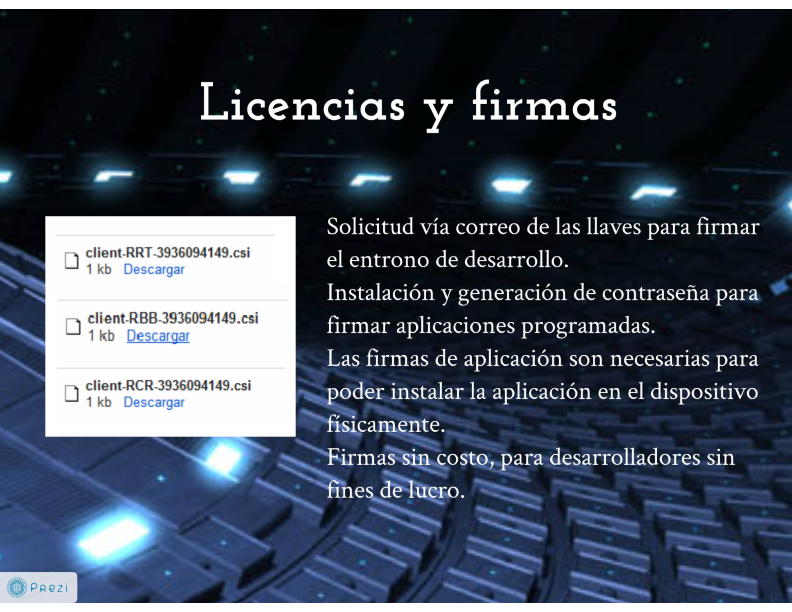 Licencias y firmas
client-RRT-3936094149.csi
1 kb Descargar
client-RBB-3936094149.csi
1 kb Descargar
client-RCR-3936094149.csi
1 kb Descargar
Solicitud vía correo de las llaves para firmar
el entrono de desarrollo.
Instalación y generación de contraseña para
firmar aplicaciones programadas.
Las firmas de aplicación son necesarias para
poder instalar la aplicación en el dispositivo
físicamente.
Firmas sin costo, para desarrolladores sin
fines de lucro.
Prezi